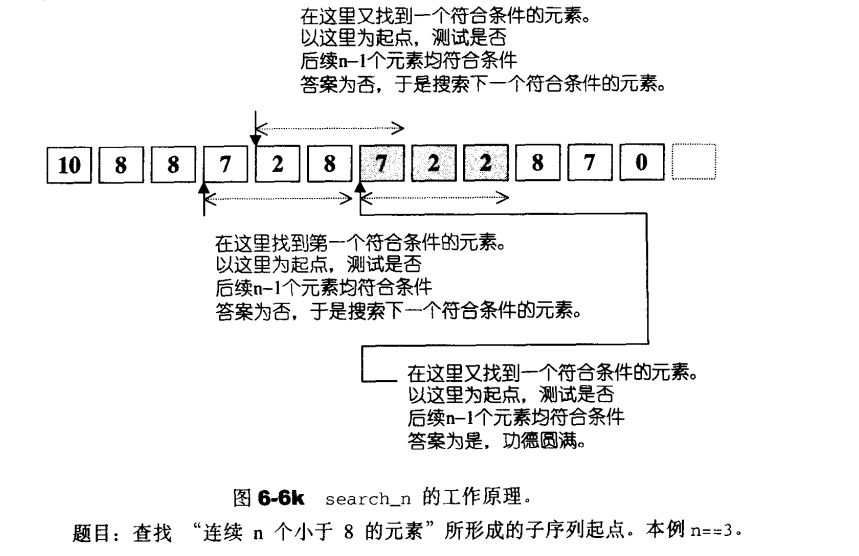 在这里又找到一个符合条件的元素。
以这里为起点，测试是否
后续n-1个元素均符合条件
答案为否，于是搜索下一个符合条件的元素。
10 8 8 7 2 8 7 2 2 8 7 0
在这里找到第一个符合条件的元素。
以这里为起点，测试是否
后续n-1个元素均符合条件
答案为否，于是搜索下一个符合条件的元素。
在这里又找到一个符合条件的元素。
以这里为起点，测试是否
后续n-1个元素均符合条件
答案为是，功德圆满。
图 6-6k search_n 的工作原理。
题目：查找 “连续 n 个小于 8 的元素”所形成的子序列起点。本例 n==3。